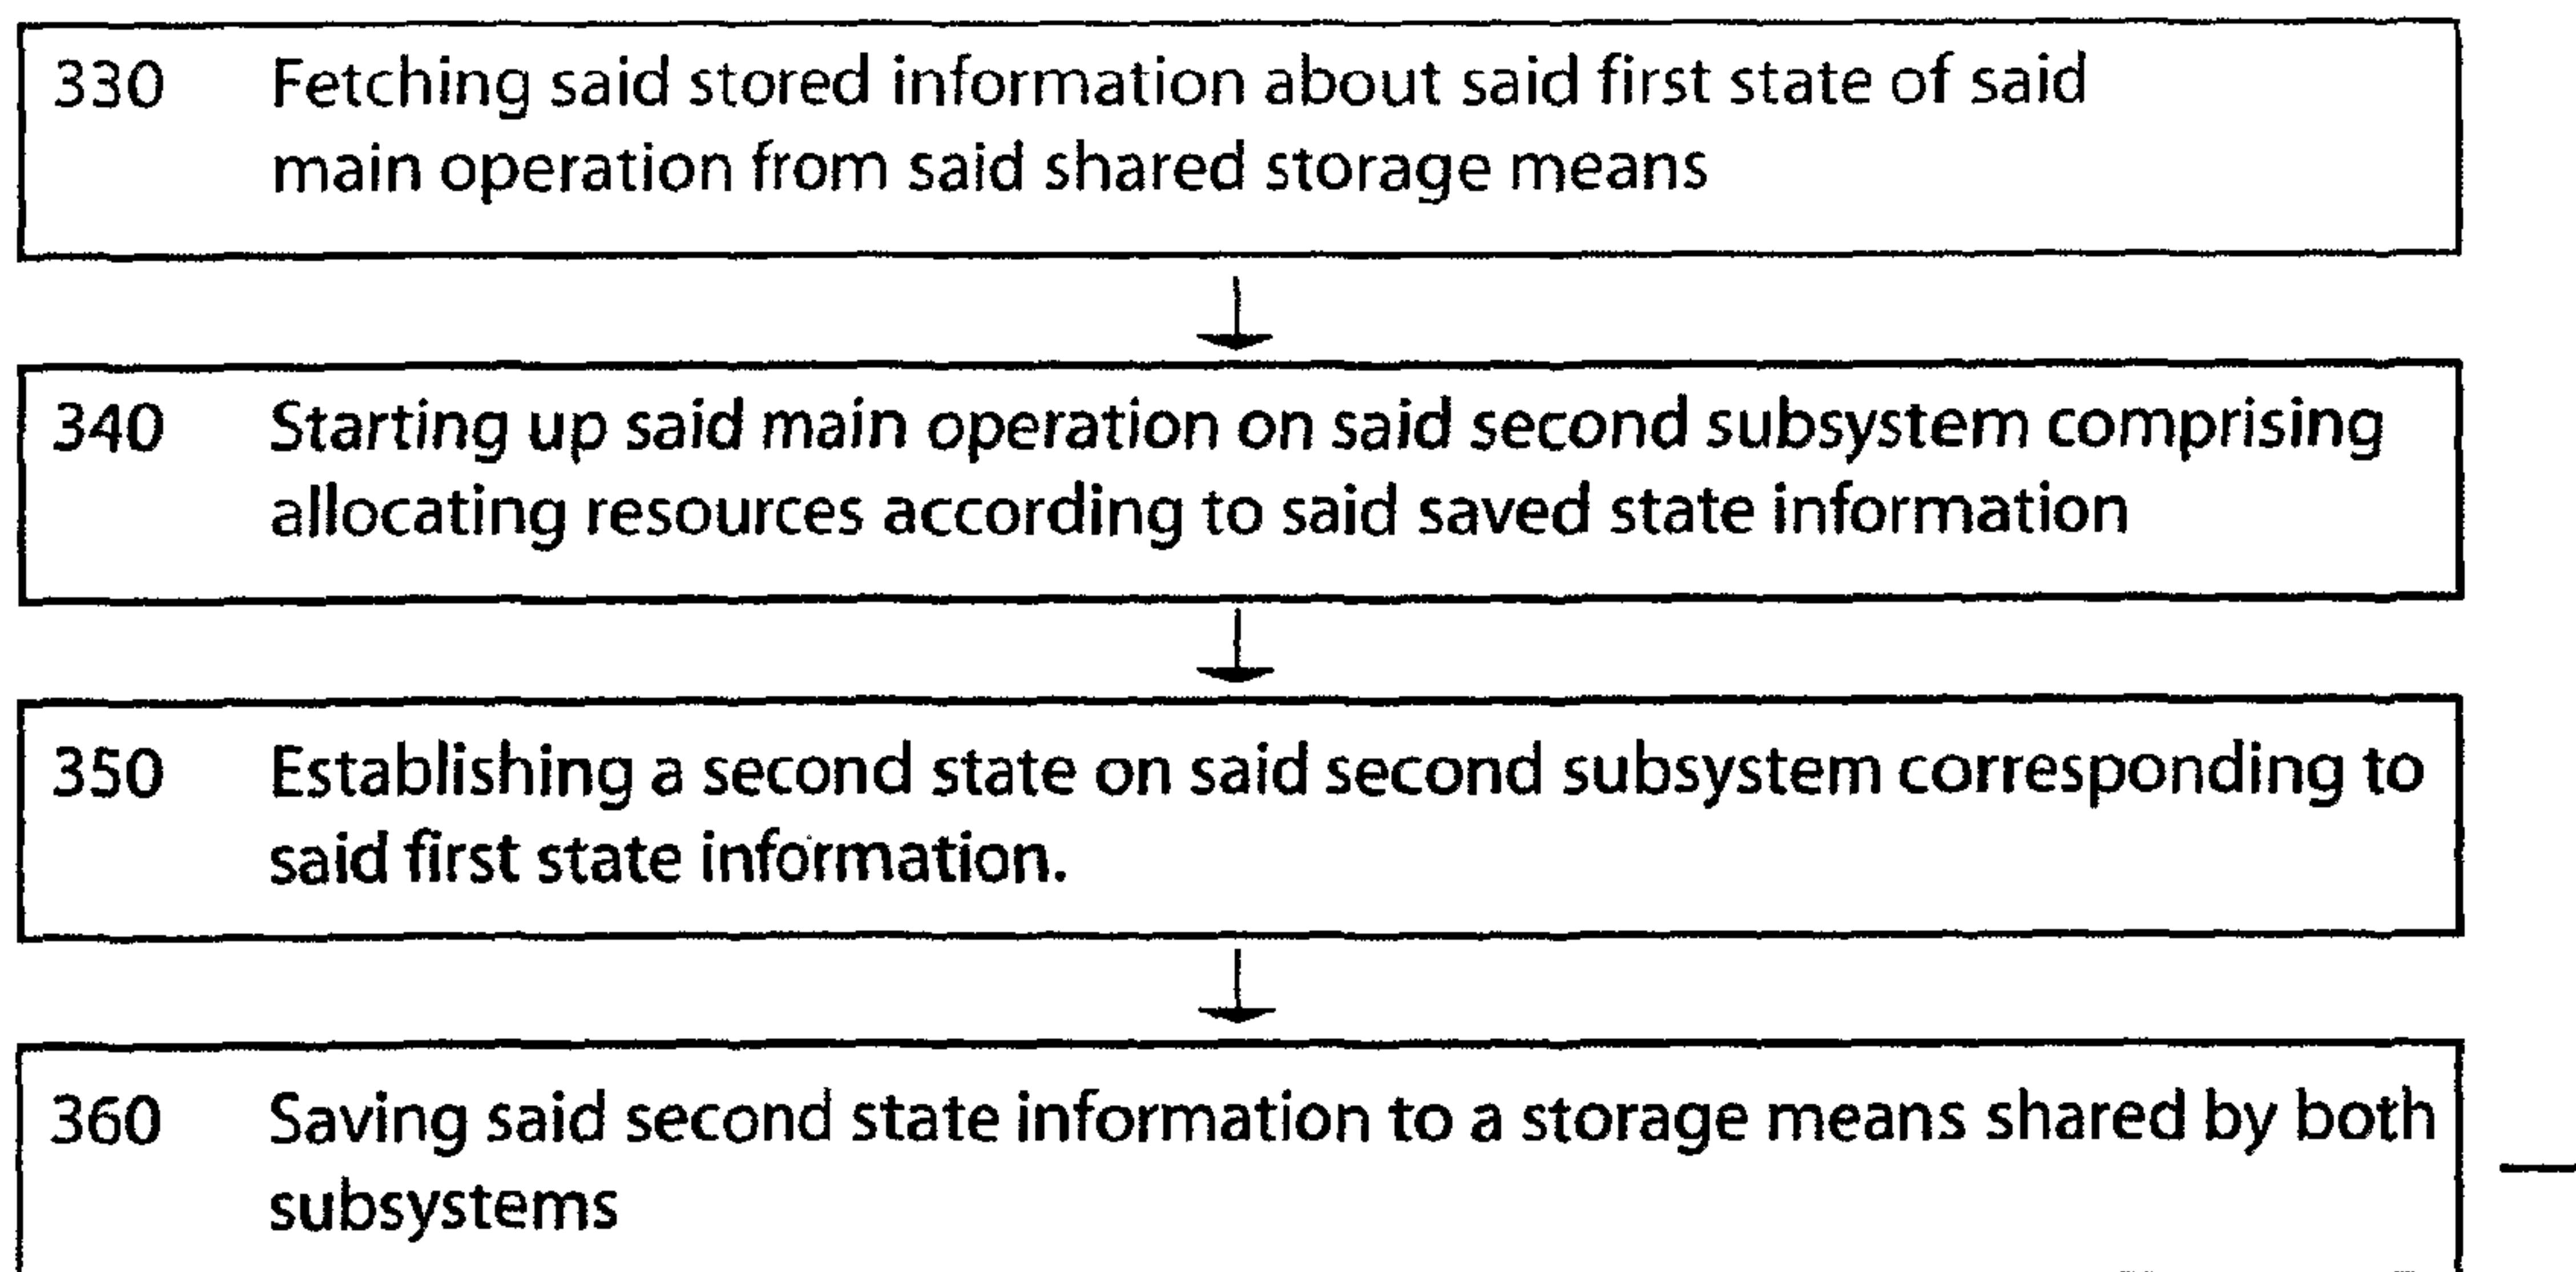 330 Fetching said stored information about said first state of said
main operation from said shared storage means
340 Starting up said main operation on said second subsystem comprising
allocating resources according to said saved state information
350 Establishing a second state on said second subsystem corresponding to
said first state information.
360 Saving said second state information to a storage means shared by both
subsystems